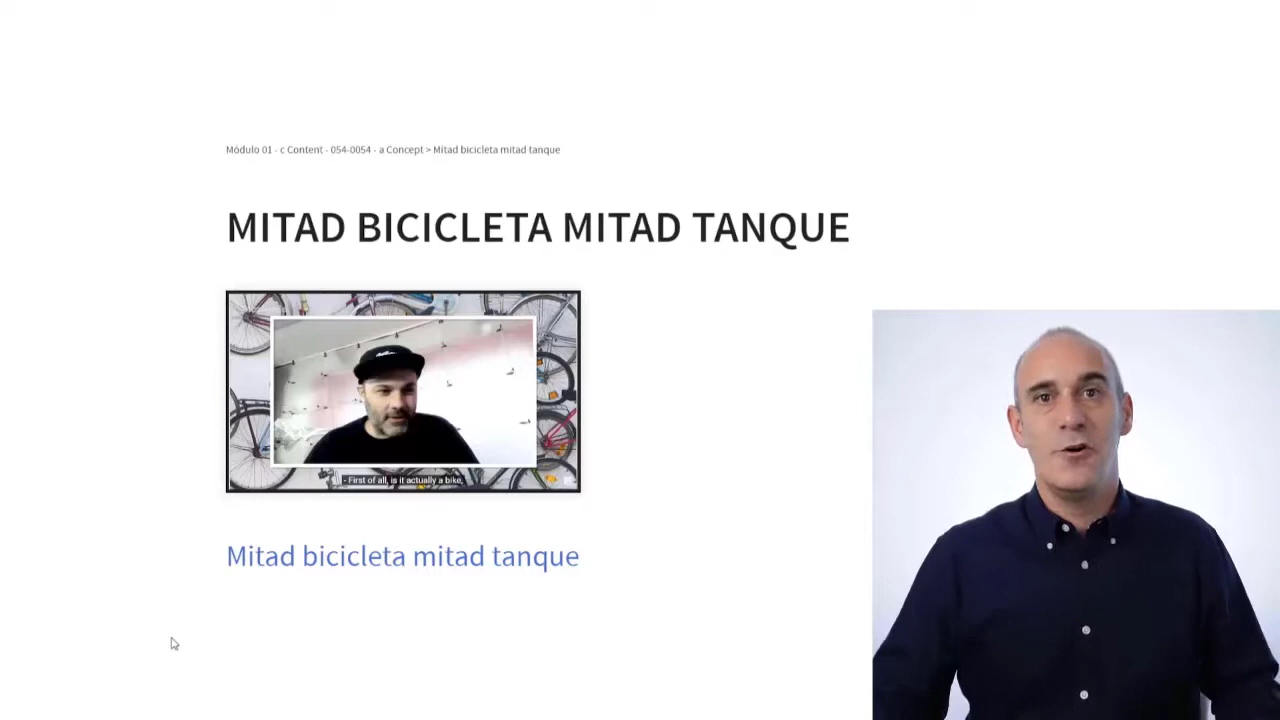 Módulo 01 - c Content - 054-0054 - a Concept > Mitad bicicleta mitad tanque
MITAD BICICLETA MITAD TANQUE
- First of all, is it actually a bike,
Mitad bicicleta mitad tanque